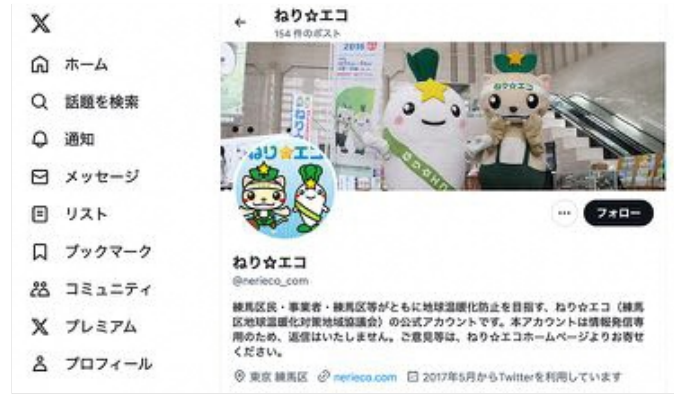 ねり☆エコ
154 件のポスト
ホーム
話題を検索
通知
メッセージ
リスト
ブックマーク
コミュニティ
プレミアム
プロフィール
2016
ねり☆エコ
ねり☆エコ
フォロー
ねり☆エコ
@nerieco_com
練馬区民・事業者・練馬区等がともに地球温暖化防止を目指す、ねり☆エコ（練馬
区地球温暖化対策地域協議会）の公式アカウントです。本アカウントは情報発信専
用のため、返信はいたしません。ご意見等は、ねり☆エコホームページよりお寄せ
ください。
東京 練馬区 nerieco.com 2017年5月からTwitterを利用しています